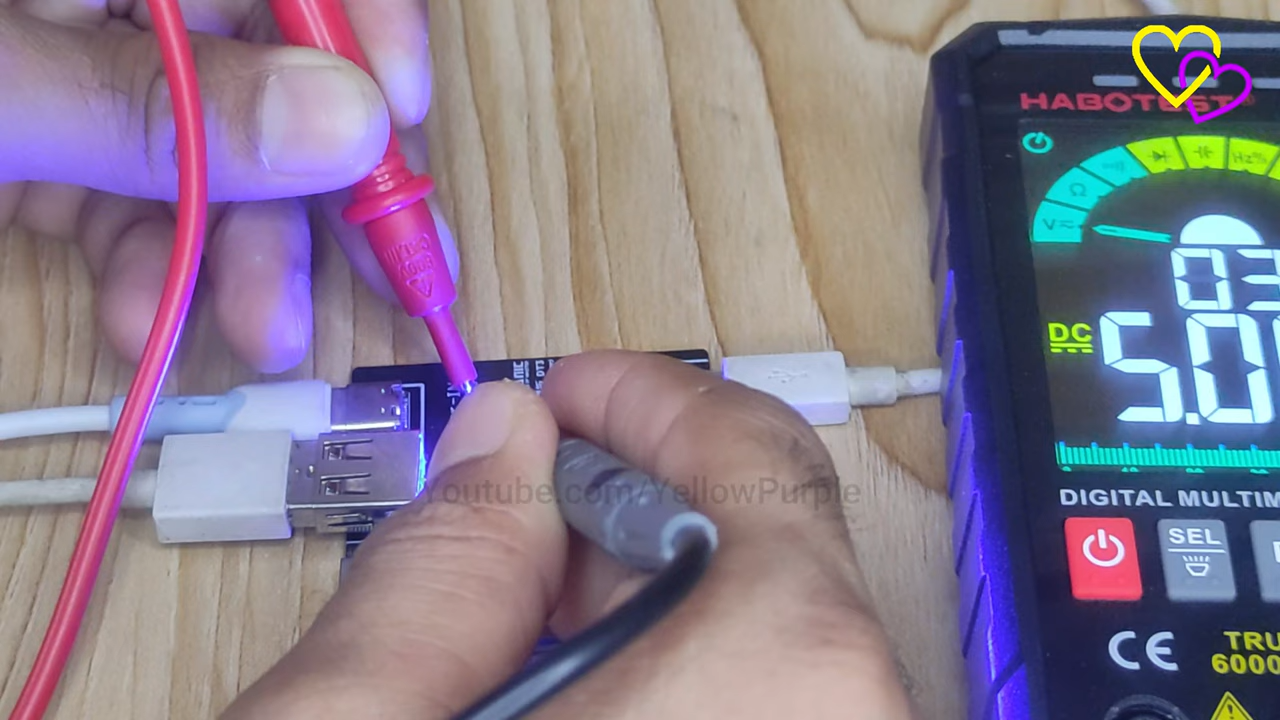 HABOTEST
V
Ω
Hz%
03
DC
5.0
Youtube.com/YellowPurple
DIGITAL MULTIM
SEL
CE
TRU
6000